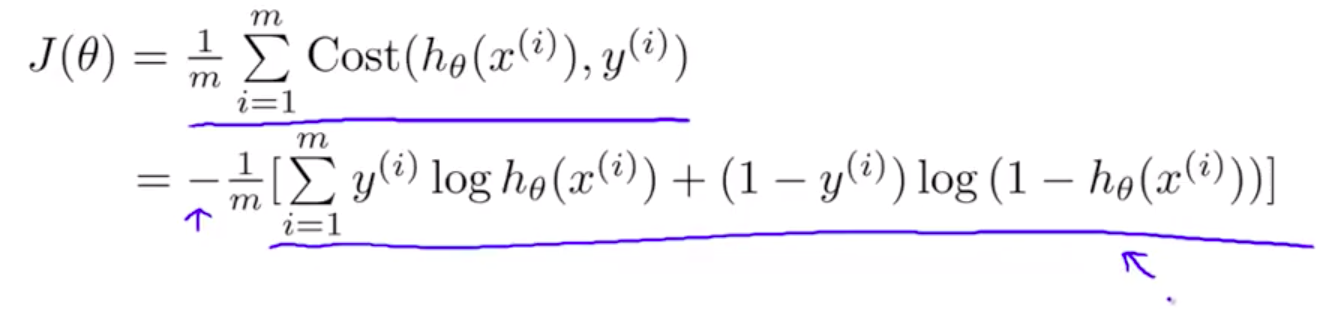 J(θ) = 1/m ∑_{i=1}^{m} Cost(h_θ(x^{(i)}), y^{(i)})
= −1/m [∑_{i=1}^{m} y^{(i)} log h_θ(x^{(i)}) + (1 − y^{(i)}) log (1 − h_θ(x^{(i)}))]